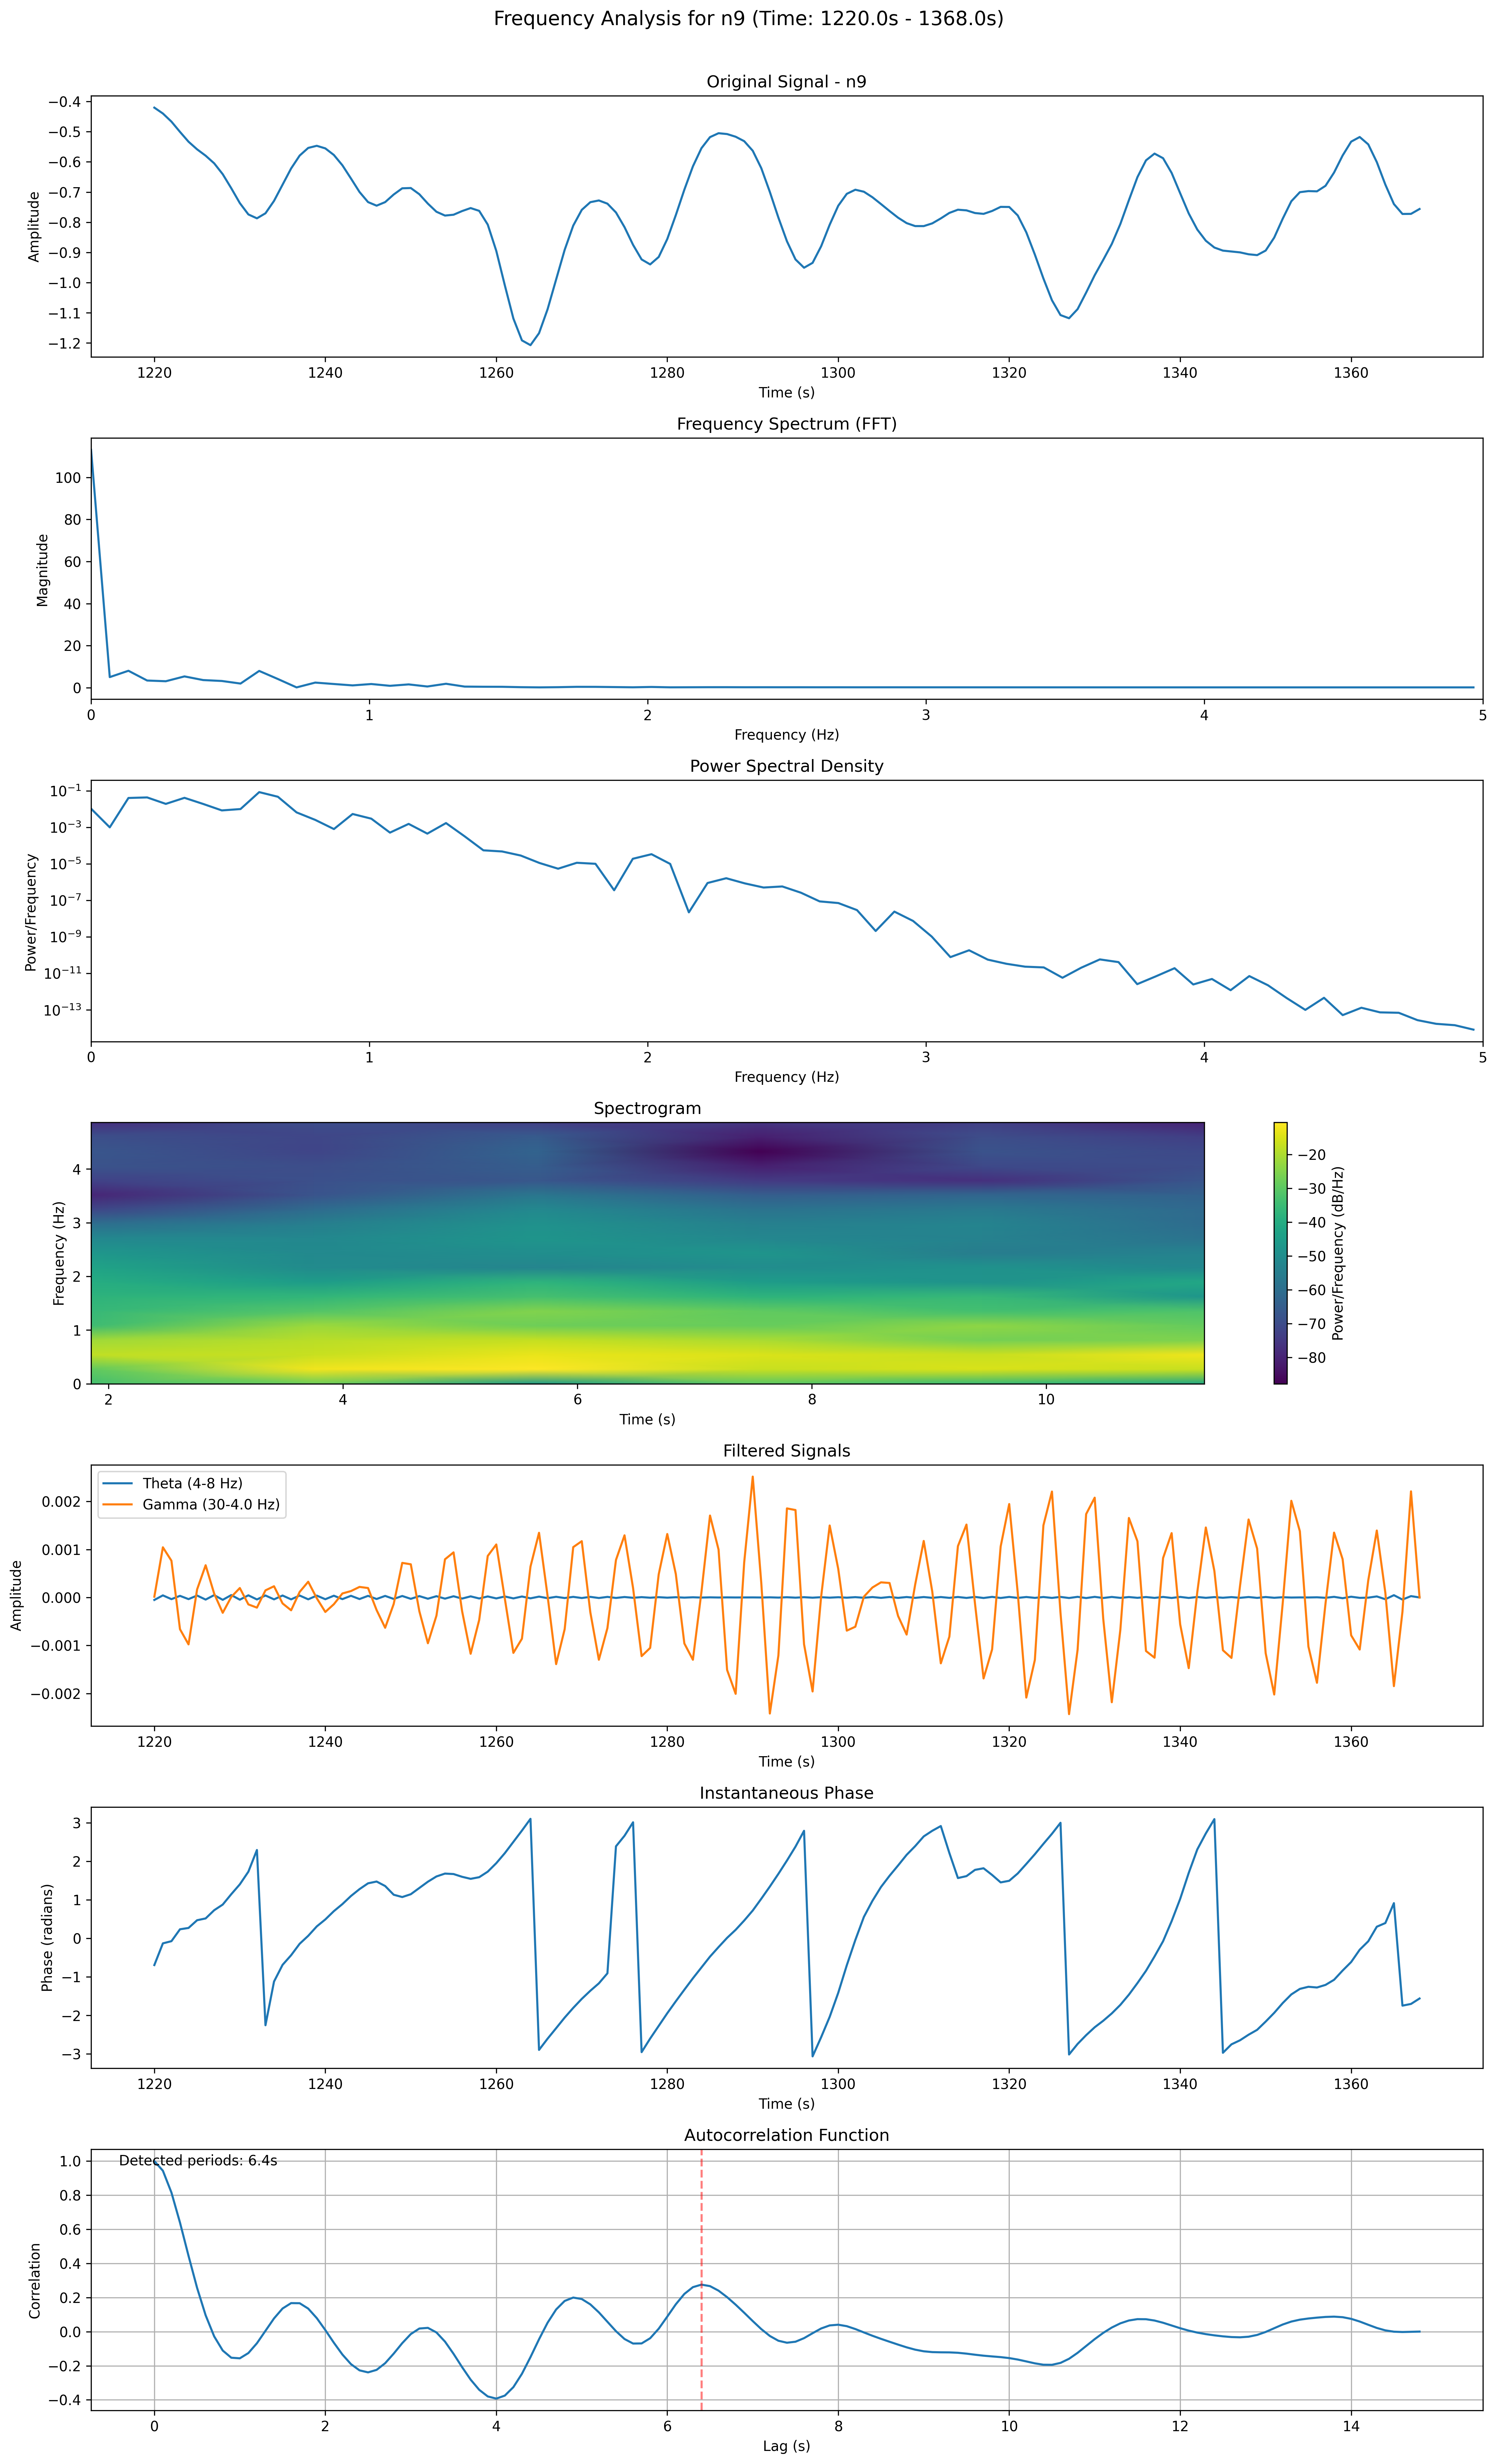 Frequency Analysis for n9 (Time: 1220.0s - 1368.0s)
Original Signal - n9
−0.4
−0.5
−0.6
−0.7
−0.8
−0.9
−1.0
−1.1
−1.2
Amplitude
1220 1240 1260 1280 1300 1320 1340 1360
Time (s)
Frequency Spectrum (FFT)
100
80
60
40
20
0
Magnitude
0 1 2 3 4 5
Frequency (Hz)
Power Spectral Density
10⁻¹
10⁻³
10⁻⁵
10⁻⁷
10⁻⁹
10⁻¹¹
10⁻¹³
Power/Frequency
0 1 2 3 4 5
Frequency (Hz)
Spectrogram
4
3
2
1
0
Frequency (Hz)
2 4 6 8 10
Time (s)
−20
−30
−40
−50
−60
−70
−80
Power/Frequency (dB/Hz)
Filtered Signals
Theta (4-8 Hz)
Gamma (30-4.0 Hz)
0.002
0.001
0.000
−0.001
−0.002
Amplitude
1220 1240 1260 1280 1300 1320 1340 1360
Time (s)
Instantaneous Phase
3
2
1
0
−1
−2
−3
Phase (radians)
1220 1240 1260 1280 1300 1320 1340 1360
Time (s)
Autocorrelation Function
Detected periods: 6.4s
1.0
0.8
0.6
0.4
0.2
0.0
−0.2
−0.4
Correlation
0 2 4 6 8 10 12 14
Lag (s)